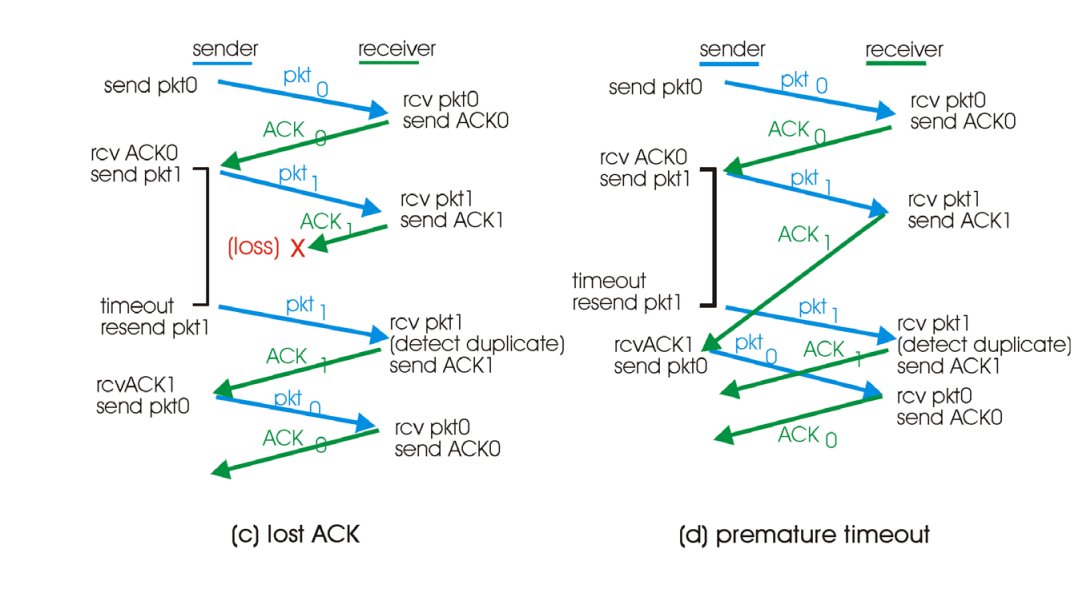 sender
receiver
send pkt0
pkt 0
rcv pkt0
send ACK0
ACK 0
rcv ACK0
send pkt1
pkt 1
rcv pkt1
send ACK1
ACK 1
(loss) X
timeout
resend pkt1
pkt 1
rcv pkt1
(detect duplicate)
send ACK1
ACK 1
rcvACK1
send pkt0
pkt 0
rcv pkt0
send ACK0
ACK 0
(c) lost ACK
sender
receiver
send pkt0
pkt 0
rcv pkt0
send ACK0
ACK 0
rcv ACK0
send pkt1
pkt 1
rcv pkt1
send ACK1
ACK 1
timeout
resend pkt1
pkt 1
rcv pkt1
(detect duplicate)
send ACK1
rcvACK1
send pkt0
pkt 0
ACK 1
rcv pkt0
send ACK0
ACK 0
(d) premature timeout